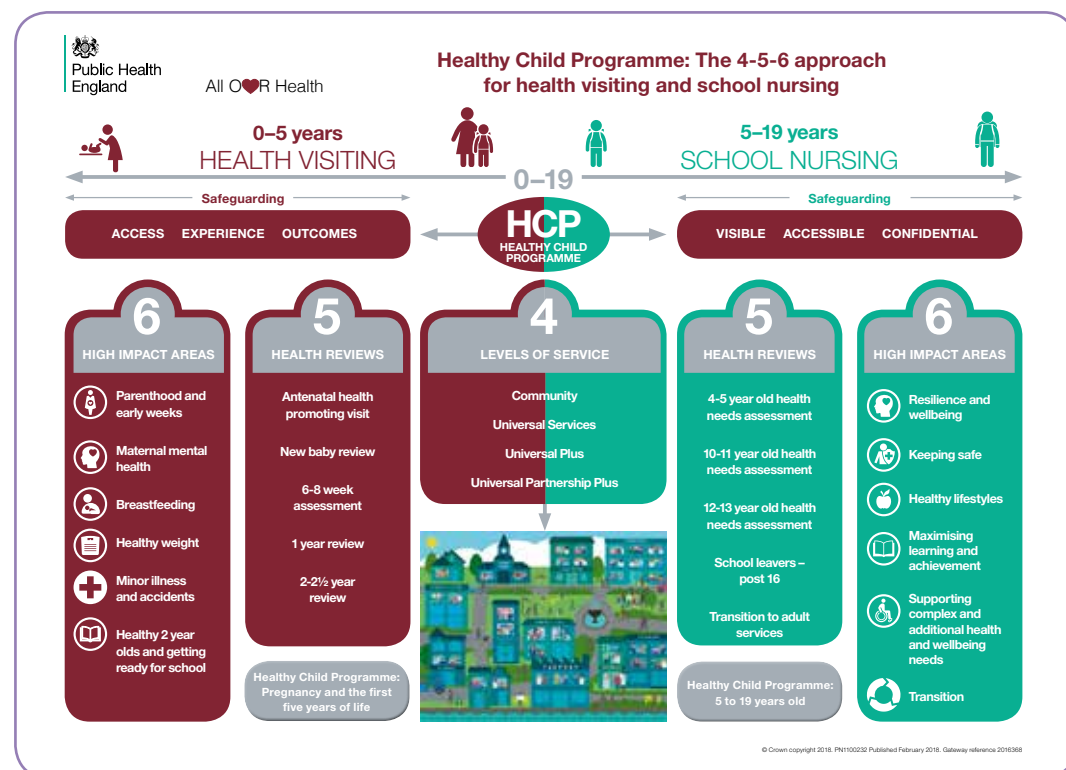 Public Health
England
All OUR Health
Healthy Child Programme: The 4-5-6 approach
for health visiting and school nursing
0–5 years
HEALTH VISITING
5–19 years
SCHOOL NURSING
0–19
Safeguarding
Safeguarding
ACCESS EXPERIENCE OUTCOMES
HCP
HEALTHY CHILD
PROGRAMME
VISIBLE ACCESSIBLE CONFIDENTIAL
6
HIGH IMPACT AREAS
Parenthood and
early weeks
Maternal mental
health
Breastfeeding
Healthy weight
Minor illness
and accidents
Healthy 2 year
olds and getting
ready for school
5
HEALTH REVIEWS
Antenatal health
promoting visit
New baby review
6-8 week
assessment
1 year review
2-2½ year
review
Healthy Child Programme:
Pregnancy and the first
five years of life
4
LEVELS OF SERVICE
Community
Universal Services
Universal Plus
Universal Partnership Plus
5
HEALTH REVIEWS
4-5 year old health
needs assessment
10-11 year old health
needs assessment
12-13 year old health
needs assessment
School leavers –
post 16
Transition to adult
services
Healthy Child Programme:
5 to 19 years old
6
HIGH IMPACT AREAS
Resilience and
wellbeing
Keeping safe
Healthy lifestyles
Maximising
learning and
achievement
Supporting
complex and
additional health
and wellbeing
needs
Transition
© Crown copyright 2018. PN1100232 Published February 2018. Gateway reference 2016368